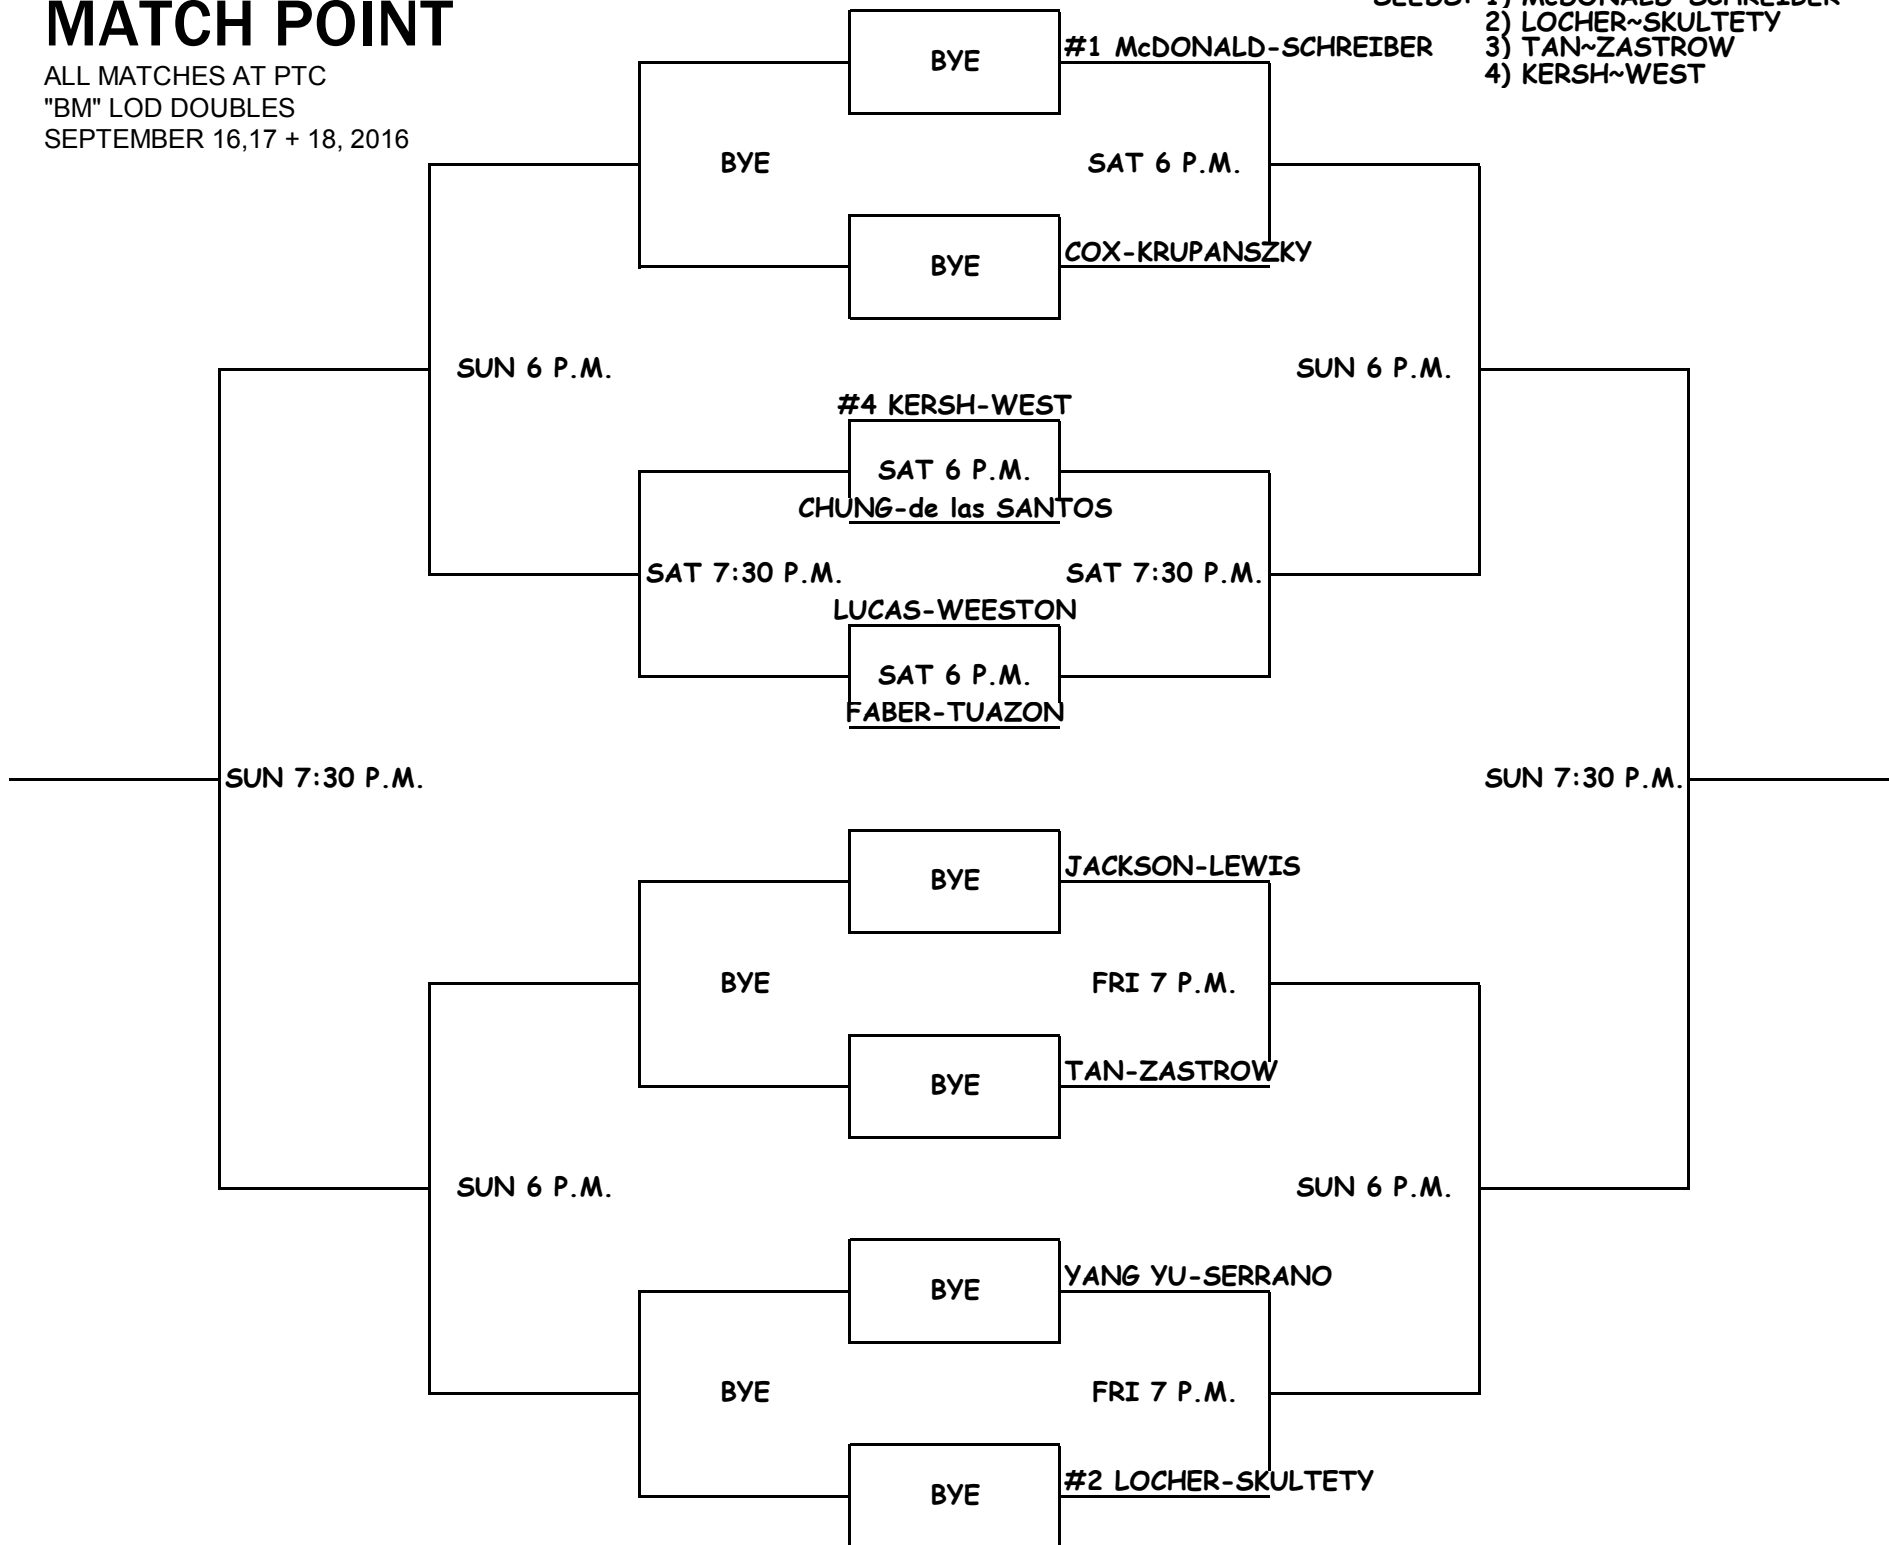 MATCH POINT
SEEDS: 1) McDONALD-SCHREIBER
2) LOCHER~SKULTETY
3) TAN~ZASTROW
4) KERSH~WEST
ALL MATCHES AT PTC
"BM" LOD DOUBLES
SEPTEMBER 16,17 + 18, 2016
BYE
#1 McDONALD-SCHREIBER
BYE
SAT 6 P.M.
BYE
COX-KRUPANSZKY
SUN 6 P.M.
SUN 6 P.M.
#4 KERSH-WEST
SAT 6 P.M.
CHUNG-de las SANTOS
SAT 7:30 P.M.
SAT 7:30 P.M.
LUCAS-WEESTON
SAT 6 P.M.
FABER-TUAZON
SUN 7:30 P.M.
SUN 7:30 P.M.
BYE
JACKSON-LEWIS
BYE
FRI 7 P.M.
BYE
TAN-ZASTROW
SUN 6 P.M.
SUN 6 P.M.
BYE
YANG YU-SERRANO
BYE
FRI 7 P.M.
BYE
#2 LOCHER-SKULTETY